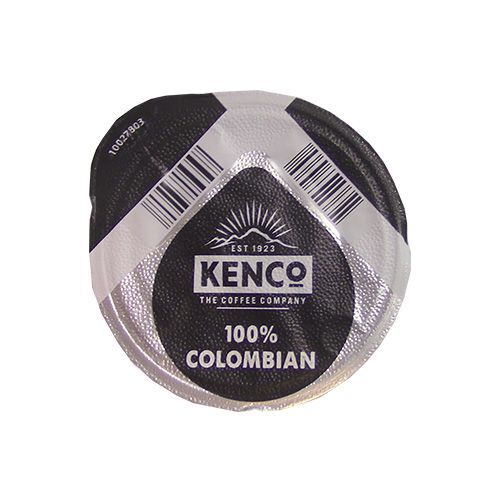 10027803
EST 1923
KENCO
THE COFFEE COMPANY
100%
COLOMBIAN